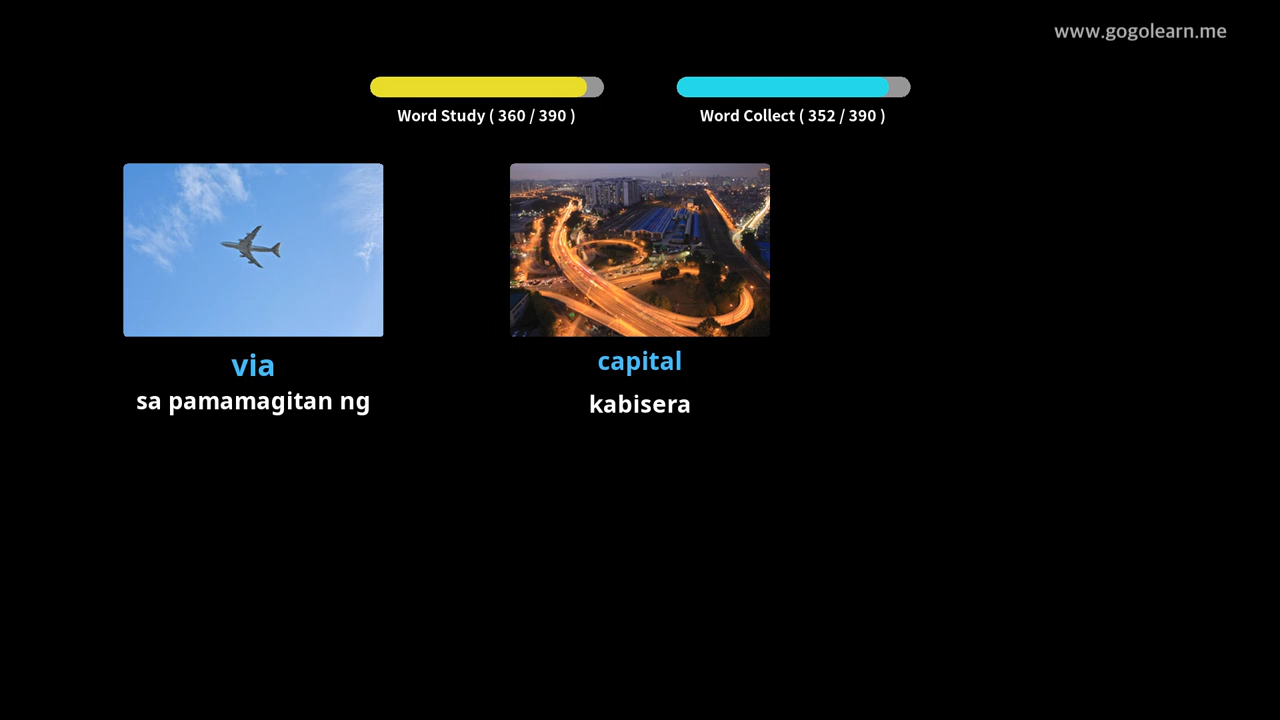 www.gogolearn.me
Word Study ( 360 / 390 )
Word Collect ( 352 / 390 )
via
sa pamamagitan ng
capital
kabisera